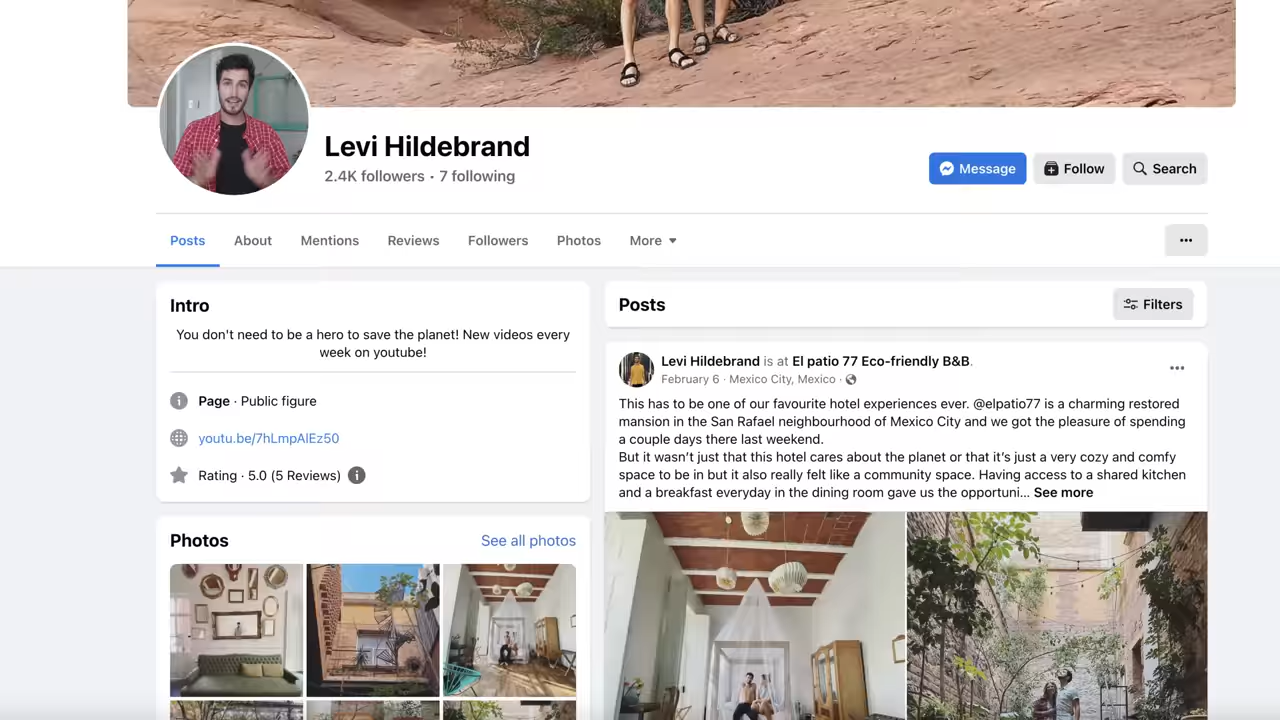 Levi Hildebrand
2.4K followers · 7 following
Message
Follow
Search
Posts
About
Mentions
Reviews
Followers
Photos
More
Intro
You don't need to be a hero to save the planet! New videos every
week on youtube!
Page · Public figure
youtu.be/7hLmpAlEz50
Rating · 5.0 (5 Reviews)
Photos
See all photos
Posts
Filters
Levi Hildebrand is at El patio 77 Eco-friendly B&B.
February 6 · Mexico City, Mexico ·
This has to be one of our favourite hotel experiences ever. @elpatio77 is a charming restored
mansion in the San Rafael neighbourhood of Mexico City and we got the pleasure of spending
a couple days there last weekend.
But it wasn’t just that this hotel cares about the planet or that it’s just a very cozy and comfy
space to be in but it also really felt like a community space. Having access to a shared kitchen
and a breakfast everyday in the dining room gave us the opportuni... See more